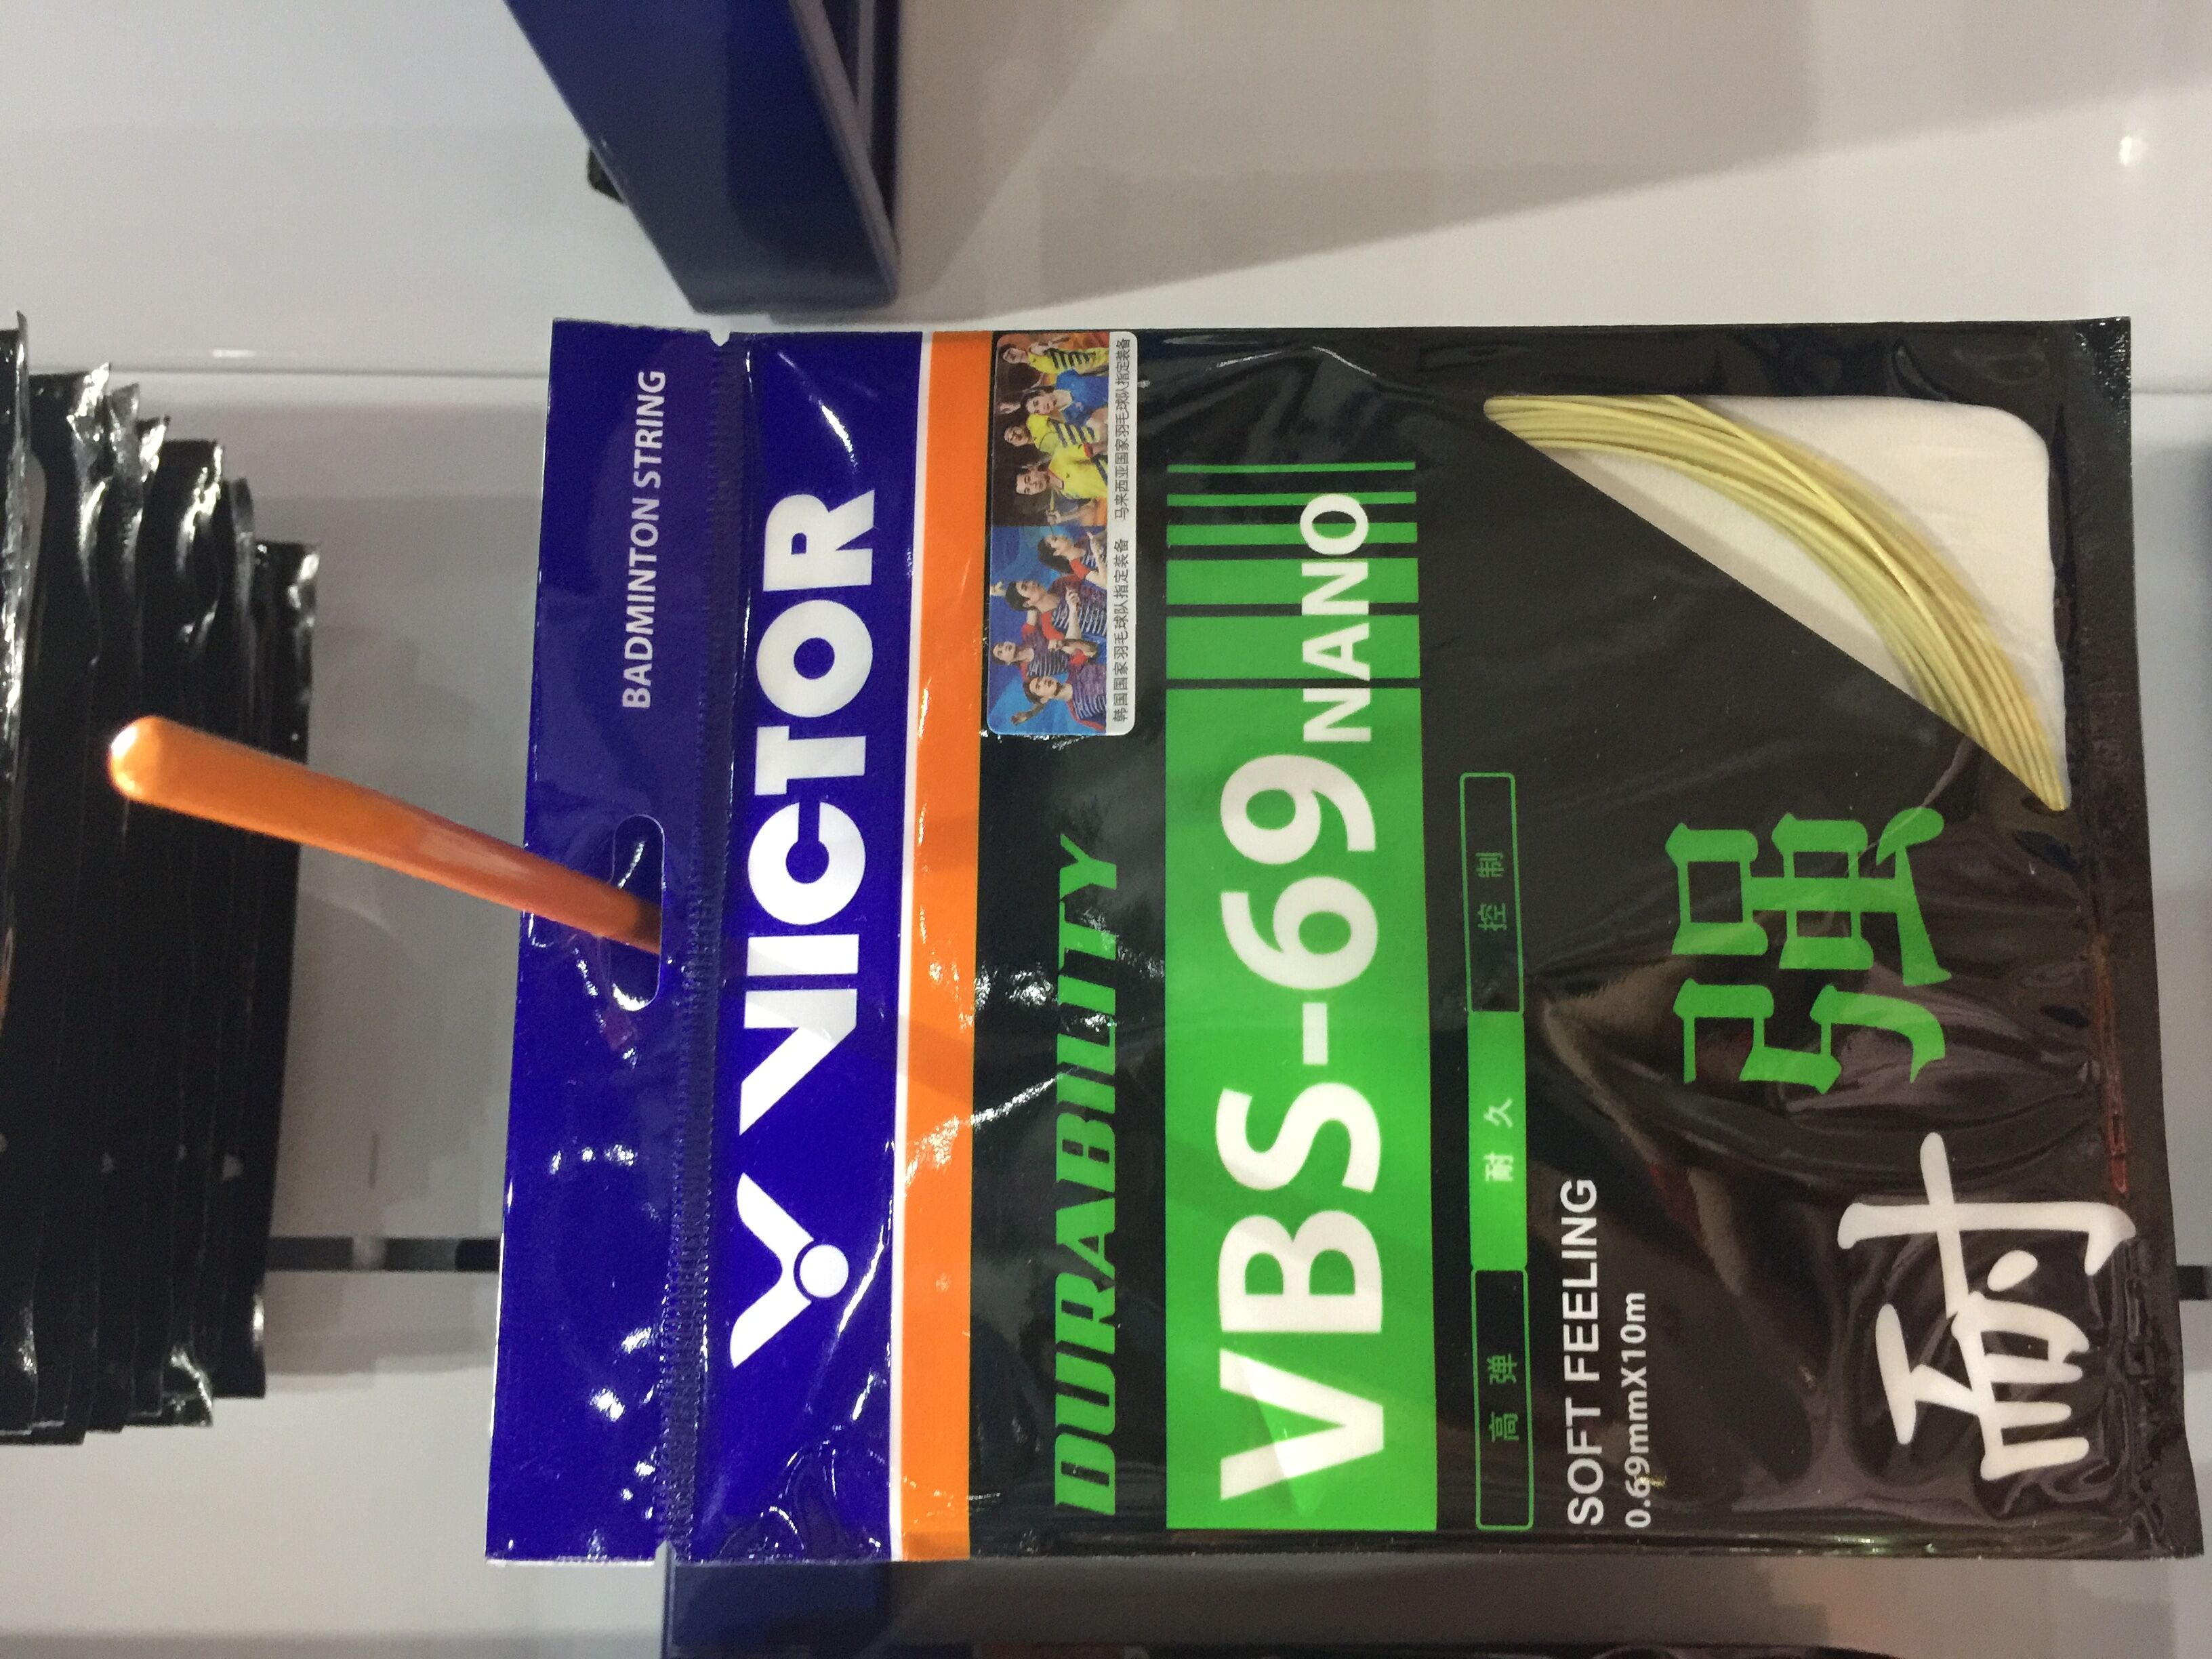 BADMINTON STRING
VICTOR
韩国国家羽毛球队指定装备 马来西亚国家羽毛球队指定装备
DURABILITY
VBS-69NANO
高弹 耐久 控制
SOFT FEELING
0.69mmX10m
强
耐